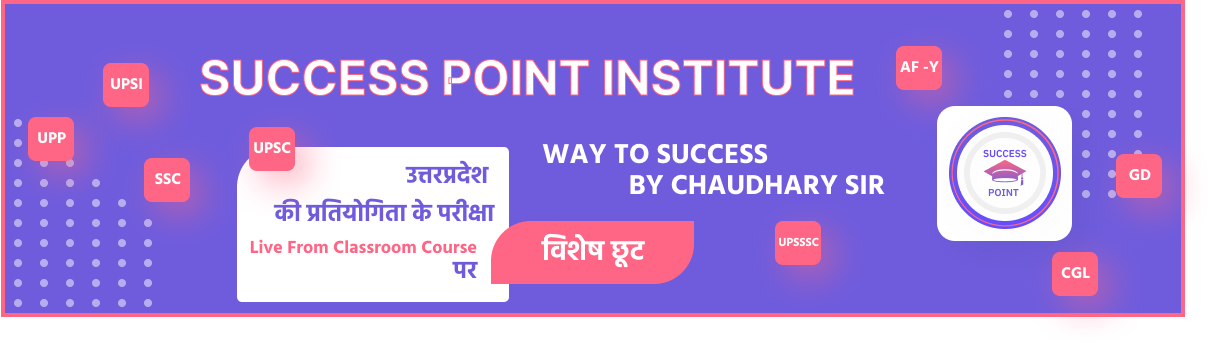 SUCCESS POINT INSTITUTE
AF -Y
UPSI
UPP
UPSC
SSC
WAY TO SUCCESS
BY CHAUDHARY SIR
SUCCESS
POINT
GD
उत्तरप्रदेश
की प्रतियोगिता के परीक्षा
Live From Classroom Course
पर
विशेष छूट
UPSSSC
CGL